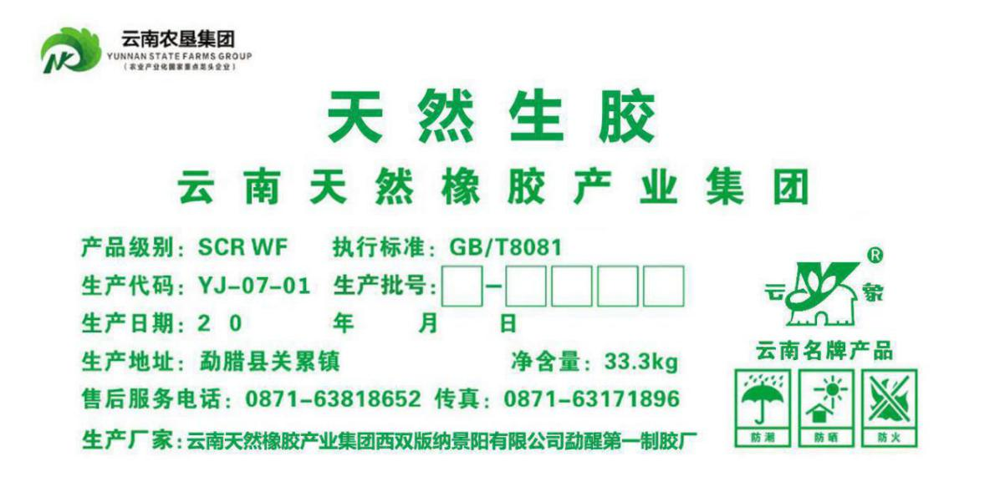 云南农垦集团
YUNNAN STATE FARMS GROUP
(农业产业化国家重点龙头企业)
天然生胶
云南天然橡胶产业集团
产品级别: SCR WF 执行标准: GB/T8081
生产代码: YJ-07-01 生产批号: -
生产日期: 20 年 月 日
生产地址: 勐腊县关累镇 净含量: 33.3kg
售后服务电话: 0871-63818652 传真: 0871-63171896
生产厂家: 云南天然橡胶产业集团西双版纳景阳有限公司勐醒第一制胶厂
云象®
云南名牌产品
防潮 防晒 防火